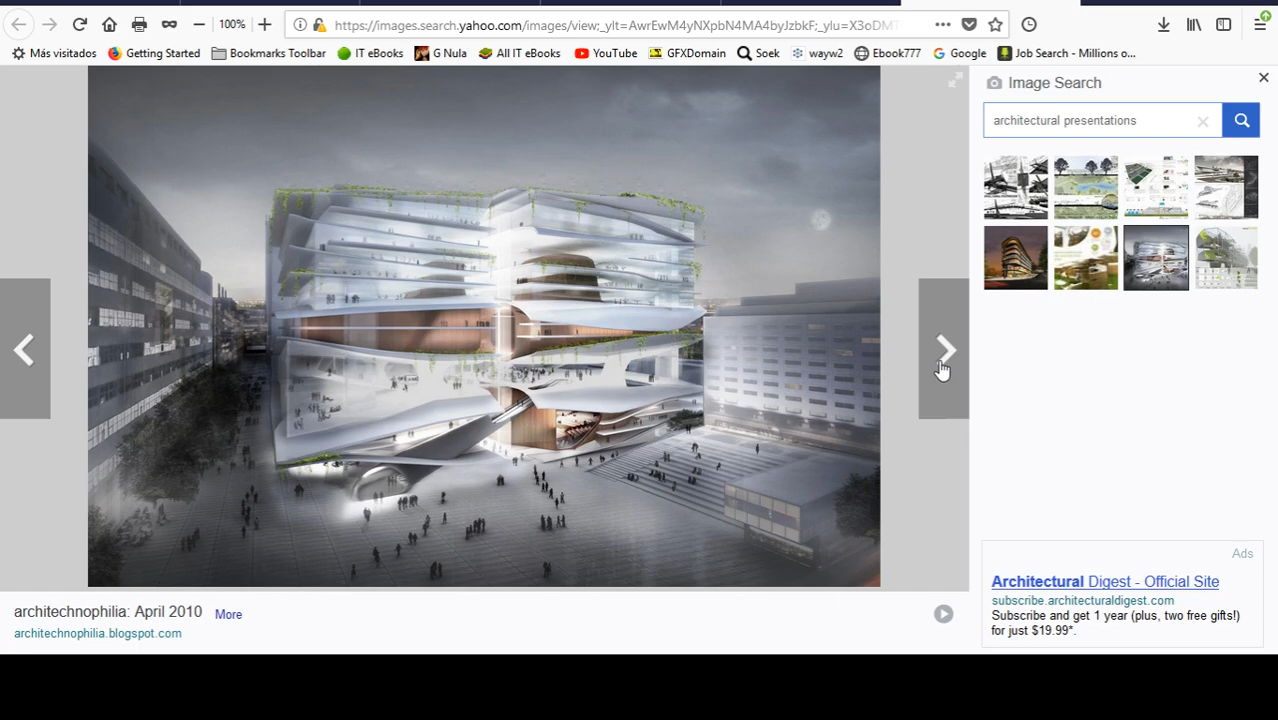 100%
https://images.search.yahoo.com/images/view;_ylt=AwrEwM4yNXpbN4MA4byJzbkF;_ylu=X3oDMT
Más visitados Getting Started Bookmarks Toolbar IT eBooks G Nula All IT eBooks YouTube GFXDomain Soek wayw2 Ebook777 Google Job Search - Millions o...
Image Search
architectural presentations
Ads
Architectural Digest - Official Site
subscribe.architecturaldigest.com
Subscribe and get 1 year (plus, two free gifts!)
for just $19.99*.
architechnophilia: April 2010 More
architechnophilia.blogspot.com